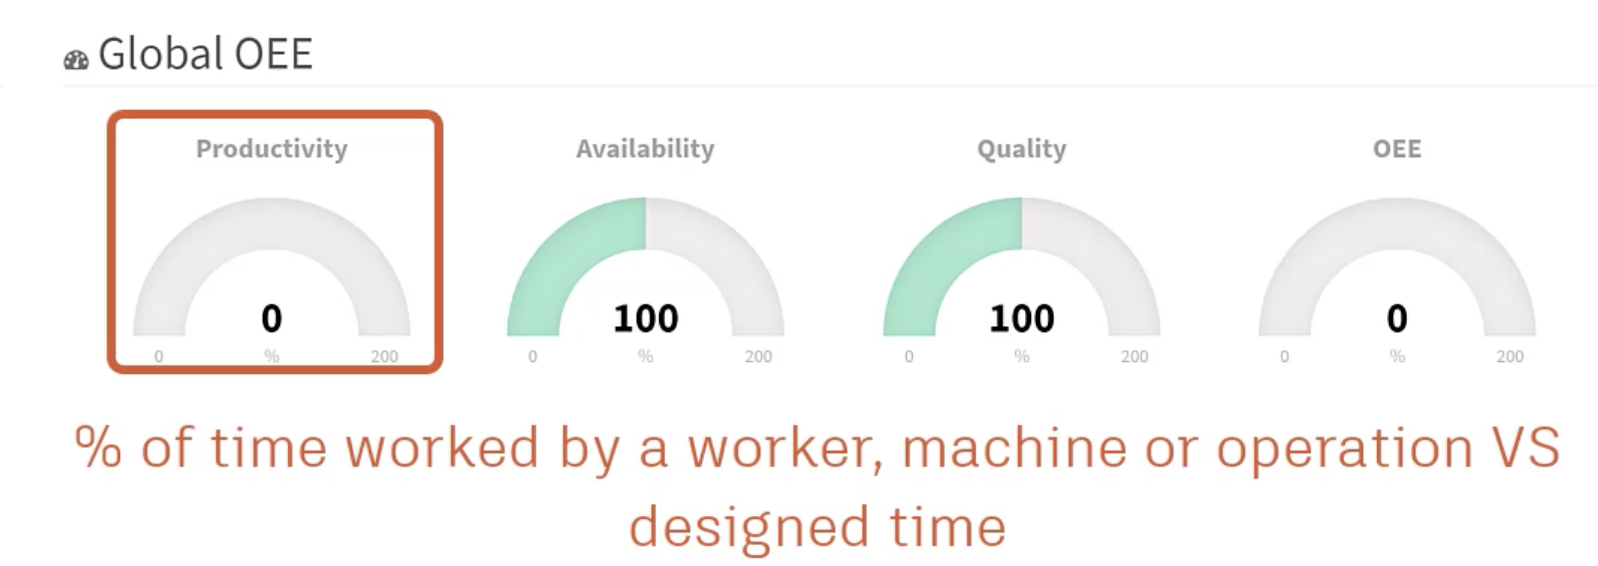 Global OEE
Productivity Availability Quality OEE
0 100 100 0
0 % 200 0 % 200 0 % 200 0 % 200
% of time worked by a worker, machine or operation VS
designed time